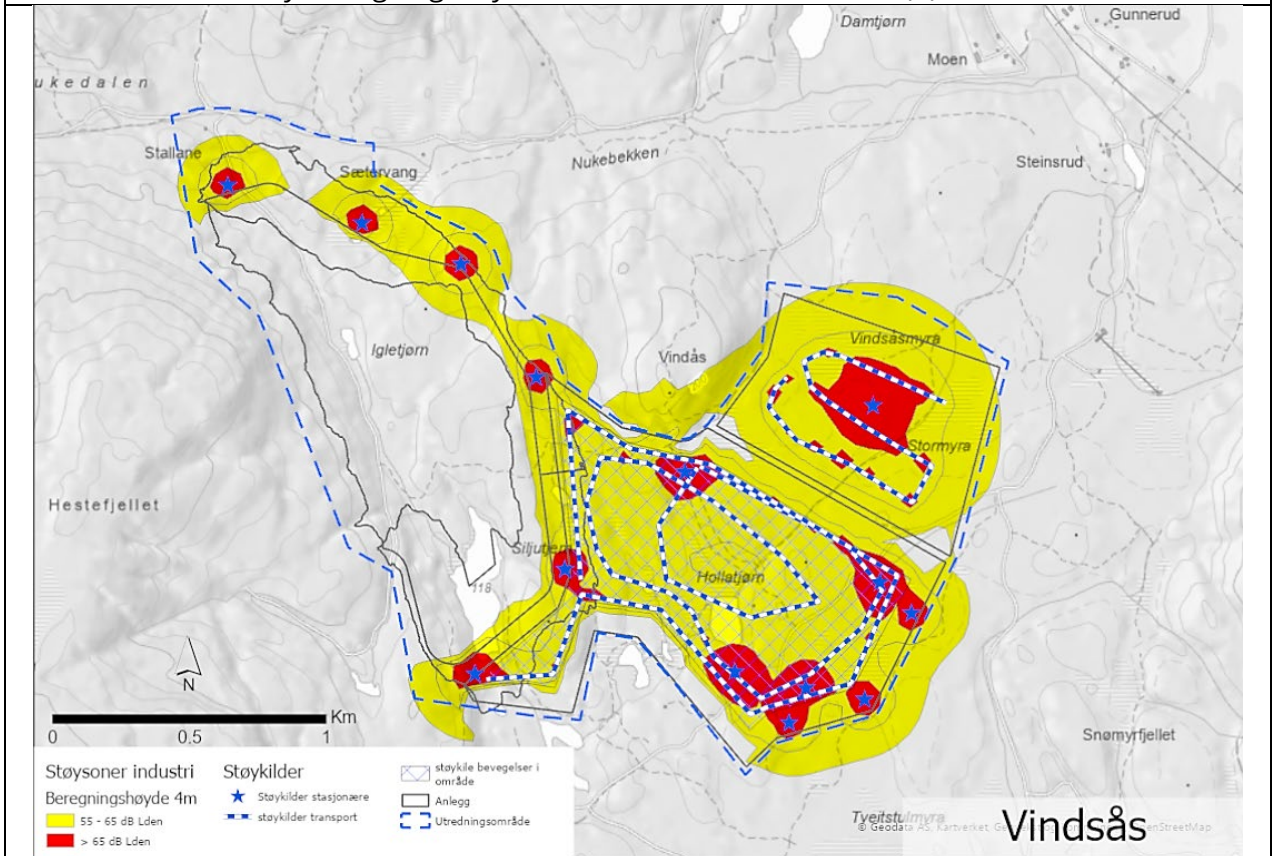 Damtjørn
Gunnerud
Moen
ukedalen
Stallane
Sætervang
Nukebekken
Steinsrud
Igletjørn
Vindås
Vindsåsmyra
Stormyra
Hestefjellet
Siljutjern
Hollatjørn
118
N
Km
0 0.5 1
Snømyrfjellet
Støysoner industri
Beregningshøyde 4m
55 - 65 dB Lden
> 65 dB Lden
Støykilder
Støykilder stasjonære
støykilder transport
støykile bevegelser i
område
Anlegg
Utredningsområde
Tveitstulmyra
© Geodata AS, Kartverket, OpenStreetMap
Vindsås